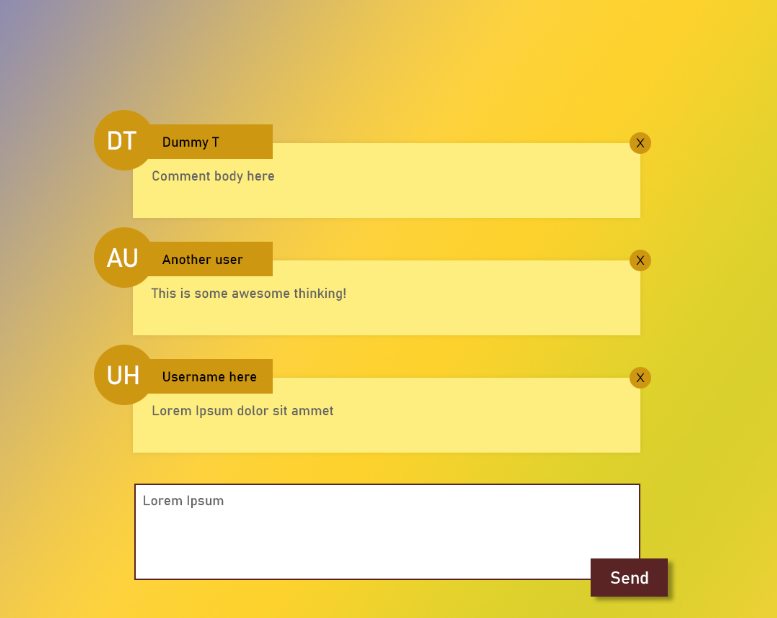 DT
Dummy T
X
Comment body here
AU
Another user
X
This is some awesome thinking!
UH
Username here
X
Lorem Ipsum dolor sit ammet
Lorem Ipsum
Send